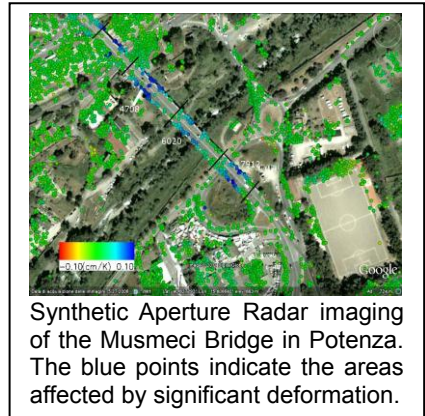 4700
6020
-0.10(cm/K) 0.10
Google
Synthetic Aperture Radar imaging
of the Musmeci Bridge in Potenza.
The blue points indicate the areas
affected by significant deformation.